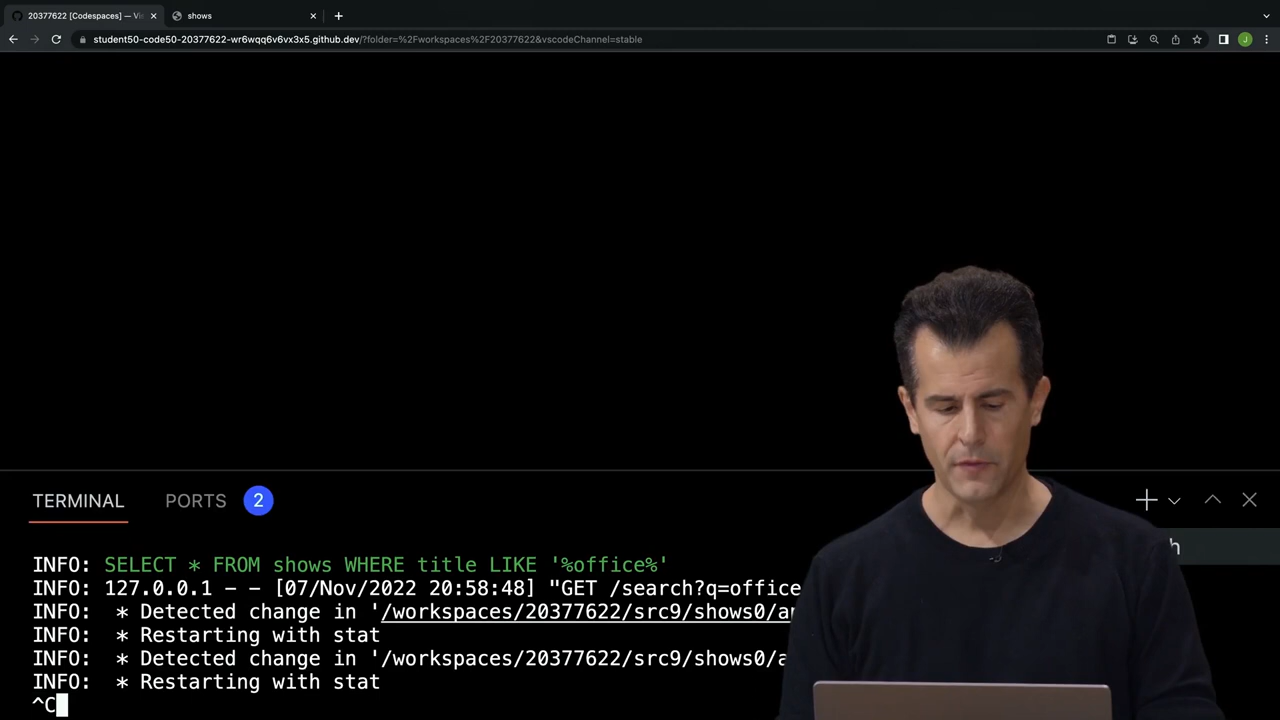 20377622 [Codespaces] — Vi
shows
student50-code50-20377622-wr6wqq6v6vx3x5.github.dev/?folder=%2Fworkspaces%2F20377622&vscodeChannel=stable
J
TERMINAL PORTS 2
h
INFO: SELECT * FROM shows WHERE title LIKE '%office%'
INFO: 127.0.0.1 - - [07/Nov/2022 20:58:48] "GET /search?q=office
INFO: * Detected change in '/workspaces/20377622/src9/shows0/a
INFO: * Restarting with stat
INFO: * Detected change in '/workspaces/20377622/src9/shows0/a
INFO: * Restarting with stat
^C